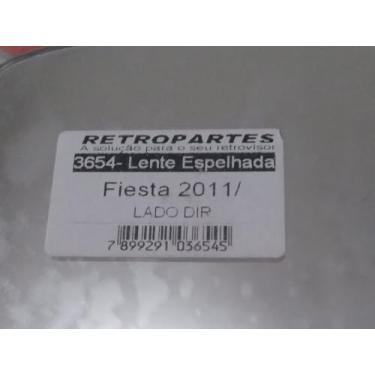 RETROPARTES
A solução para o seu retrovisor
3654- Lente Espelhada
Fiesta 2011/
LADO DIR
7 899291 036545